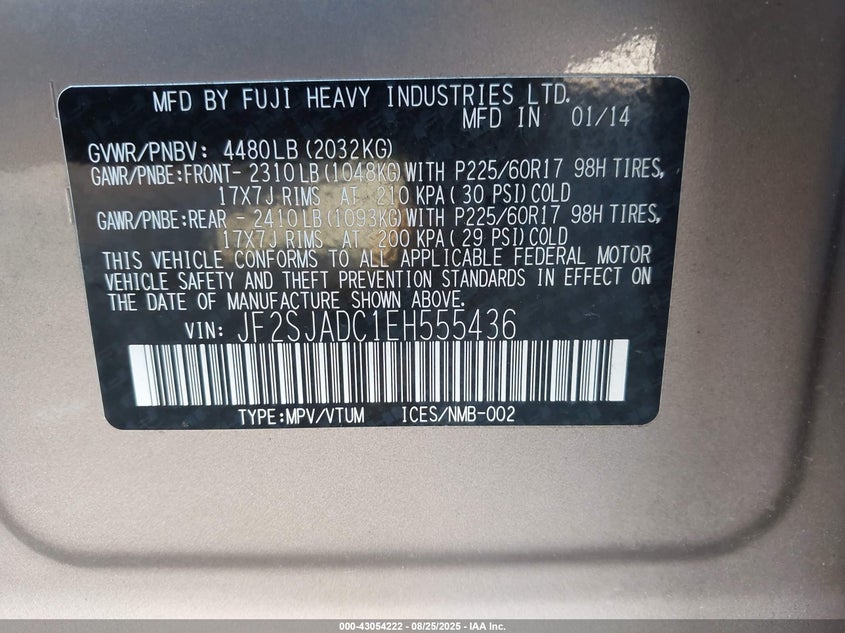 MFD BY FUJI HEAVY INDUSTRIES LTD.
MFD IN 01/14
GVWR/PNBV: 4480LB (2032KG)
GAWR/PNBE:FRONT- 2310LB(1048KG)WITH P225/60R17 98H TIRES,
17X7J RIMS AT 210 KPA(30 PSI)COLD
GAWR/PNBE:REAR - 2410LB(1093KG)WITH P225/60R17 98H TIRES,
17X7J RIMS AT 200 KPA(29 PSI)COLD
THIS VEHICLE CONFORMS TO ALL APPLICABLE FEDERAL MOTOR
VEHICLE SAFETY AND THEFT PREVENTION STANDARDS IN EFFECT ON
THE DATE OF MANUFACTURE SHOWN ABOVE.
VIN: JF2SJADC1EH555436
TYPE:MPV/VTUM ICES/NMB-002
000-43054222 - 08/25/2025 - IAA Inc.